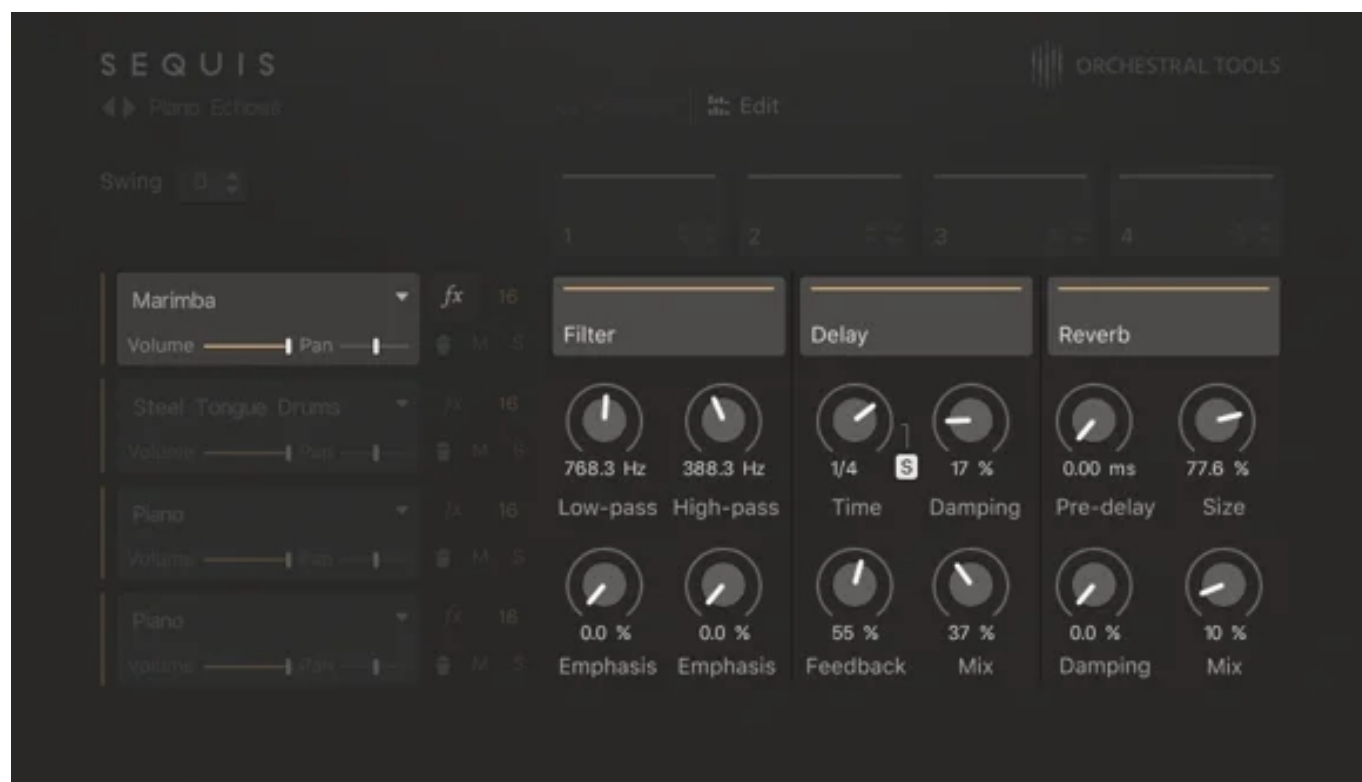 SEQUIS
ORCHESTRAL TOOLS
Piano Echoes
Edit
Swing 0
1 2 3 4
Marimba fx 16
Volume Pan M S
Filter Delay Reverb
Steel Tongue Drums fx 16
Volume Pan M S
768.3 Hz 388.3 Hz 1/4 S 17 % 0.00 ms 77.6 %
Low-pass High-pass Time Damping Pre-delay Size
Piano fx 16
Volume Pan M S
Piano fx 16
Volume Pan M S
0.0 % 0.0 % 55 % 37 % 0.0 % 10 %
Emphasis Emphasis Feedback Mix Damping Mix